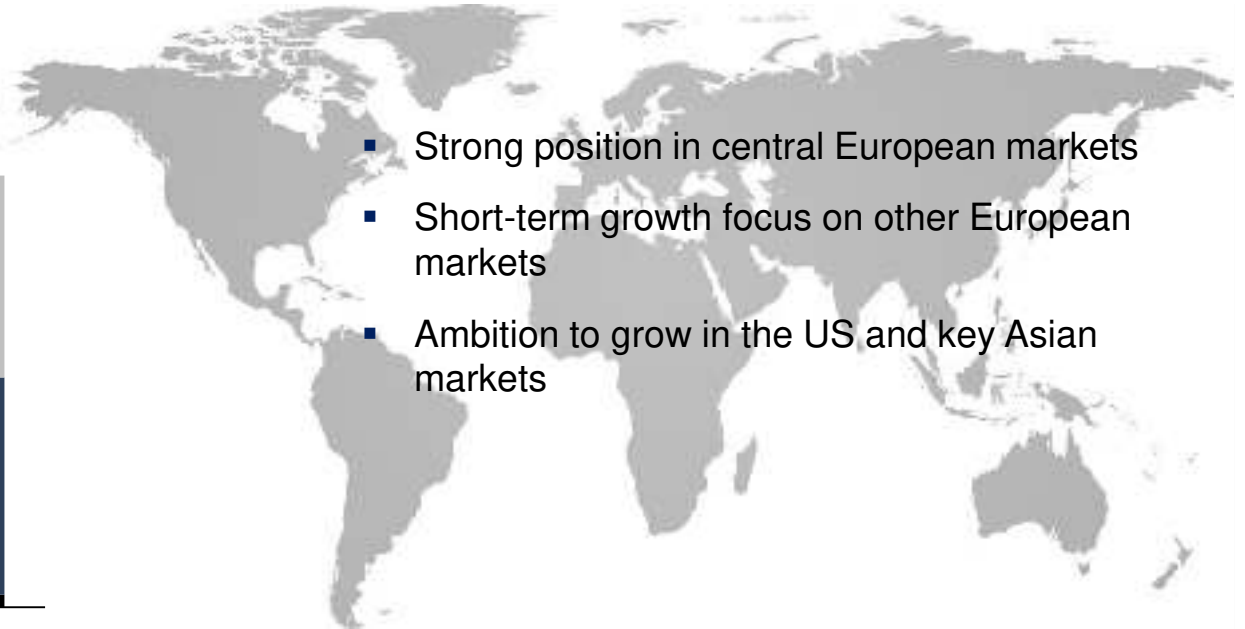 ▪ Strong position in central European markets
▪ Short-term growth focus on other European
markets
▪ Ambition to grow in the US and key Asian
markets